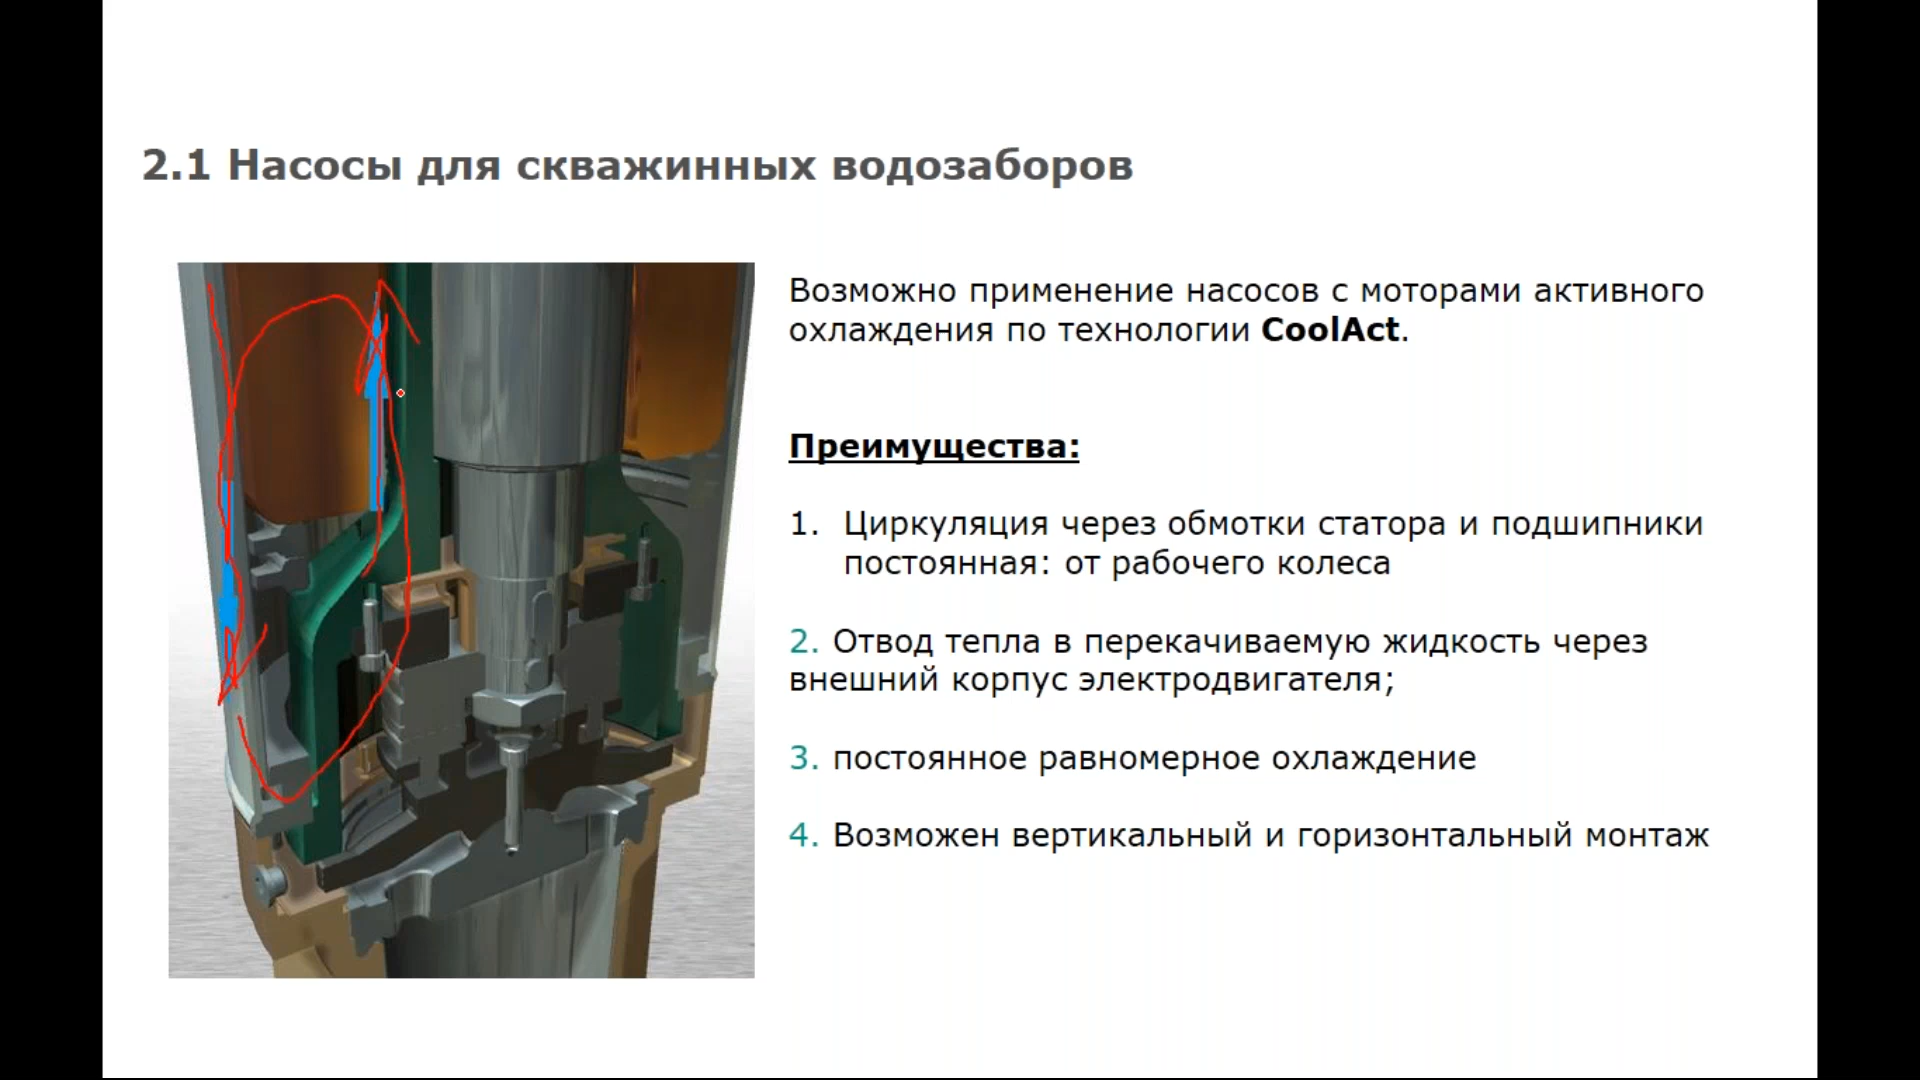 2.1 Насосы для скважинных водозаборов
Возможно применение насосов с моторами активного
охлаждения по технологии CoolAct.
Преимущества:
1. Циркуляция через обмотки статора и подшипники
постоянная: от рабочего колеса
2. Отвод тепла в перекачиваемую жидкость через
внешний корпус электродвигателя;
3. постоянное равномерное охлаждение
4. Возможен вертикальный и горизонтальный монтаж